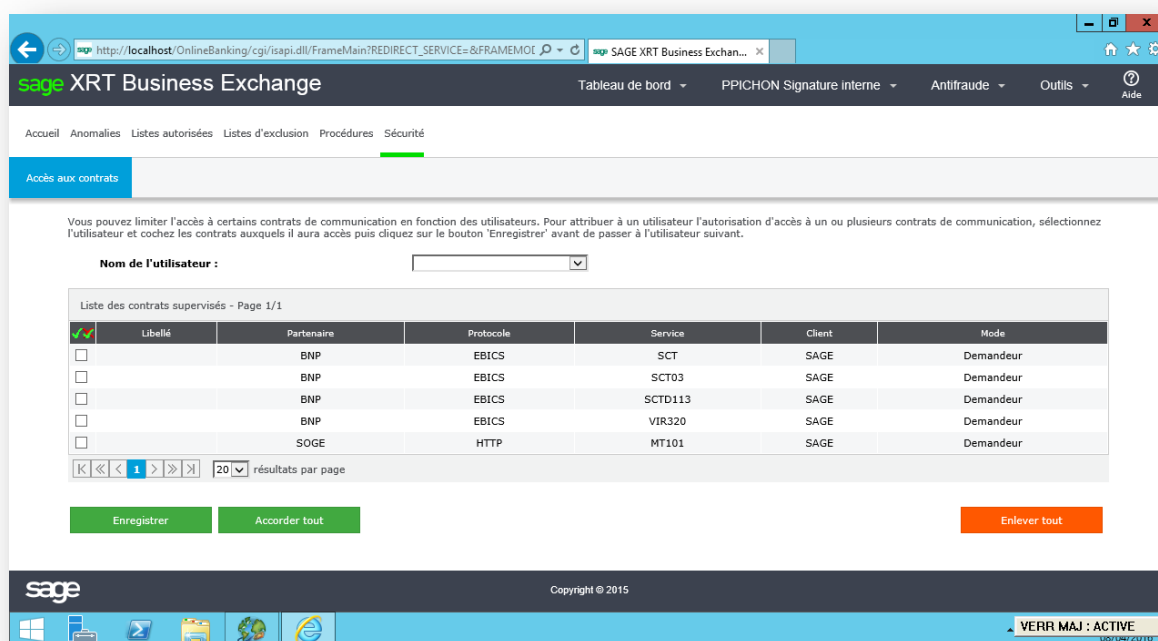 http://localhost/OnlineBanking/cgi/isapi.dll/FrameMain?REDIRECT_SERVICE=&FRAMEMOD
SAGE XRT Business Exchan...
sage XRT Business Exchange
Tableau de bord
PPICHON Signature interne
Antifraude
Outils
Aide
Accueil Anomalies Listes autorisées Listes d'exclusion Procédures Sécurité
Accès aux contrats
Vous pouvez limiter l'accès à certains contrats de communication en fonction des utilisateurs. Pour attribuer à un utilisateur l'autorisation d'accès à un ou plusieurs contrats de communication, sélectionnez
l'utilisateur et cochez les contrats auxquels il aura accès puis cliquez sur le bouton 'Enregistrer' avant de passer à l'utilisateur suivant.
Nom de l'utilisateur :
Liste des contrats supervisés - Page 1/1
Libellé Partenaire Protocole Service Client Mode
BNP EBICS SCT SAGE Demandeur
BNP EBICS SCT03 SAGE Demandeur
BNP EBICS SCTD113 SAGE Demandeur
BNP EBICS VIR320 SAGE Demandeur
SOGE HTTP MT101 SAGE Demandeur
1
20 résultats par page
Enregistrer Accorder tout Enlever tout
sage
Copyright © 2015
VERR MAJ : ACTIVE